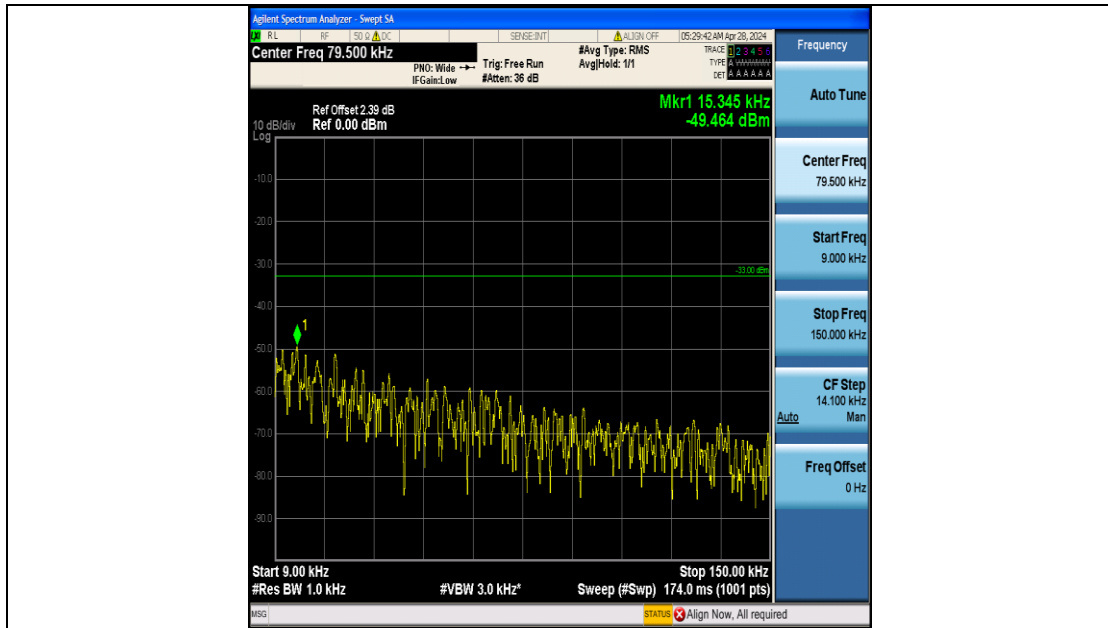 Agilent Spectrum Analyzer - Swept SA
RL RF 50 Ω DC SENSE:INT ALIGN OFF 05:29:42 AM Apr 28, 2024
Center Freq 79.500 kHz
PNO: Wide
IFGain:Low
Trig: Free Run
#Atten: 36 dB
#Avg Type: RMS
Avg|Hold: 1/1
TRACE 1 2 3 4 5 6
TYPE A WWWWW
DET A A A A A A
Ref Offset 2.39 dB
10 dB/div Ref 0.00 dBm
Log
Mkr1 15.345 kHz
-49.464 dBm
-10.0
-20.0
-30.0
-33.00 dBm
-40.0
1
-50.0
-60.0
-70.0
-80.0
-90.0
Start 9.00 kHz Stop 150.00 kHz
#Res BW 1.0 kHz #VBW 3.0 kHz* Sweep (#Swp) 174.0 ms (1001 pts)
MSG STATUS Align Now, All required
Frequency
Auto Tune
Center Freq
79.500 kHz
Start Freq
9.000 kHz
Stop Freq
150.000 kHz
CF Step
14.100 kHz
Auto Man
Freq Offset
0 Hz